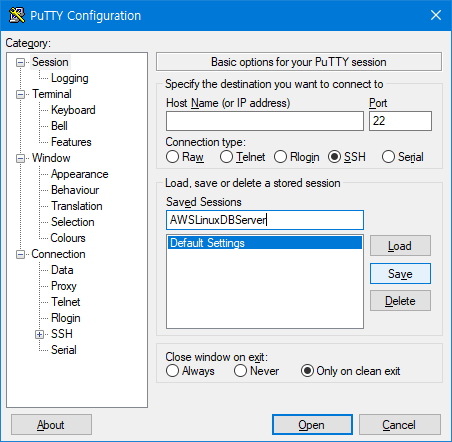 PuTTY Configuration
Category:
Session
Logging
Terminal
Keyboard
Bell
Features
Window
Appearance
Behaviour
Translation
Selection
Colours
Connection
Data
Proxy
Telnet
Rlogin
SSH
Serial
Basic options for your PuTTY session
Specify the destination you want to connect to
Host Name (or IP address) Port
22
Connection type:
Raw Telnet Rlogin SSH Serial
Load, save or delete a stored session
Saved Sessions
AWSLinuxDBServer
Default Settings
Load
Save
Delete
Close window on exit:
Always Never Only on clean exit
About Open Cancel